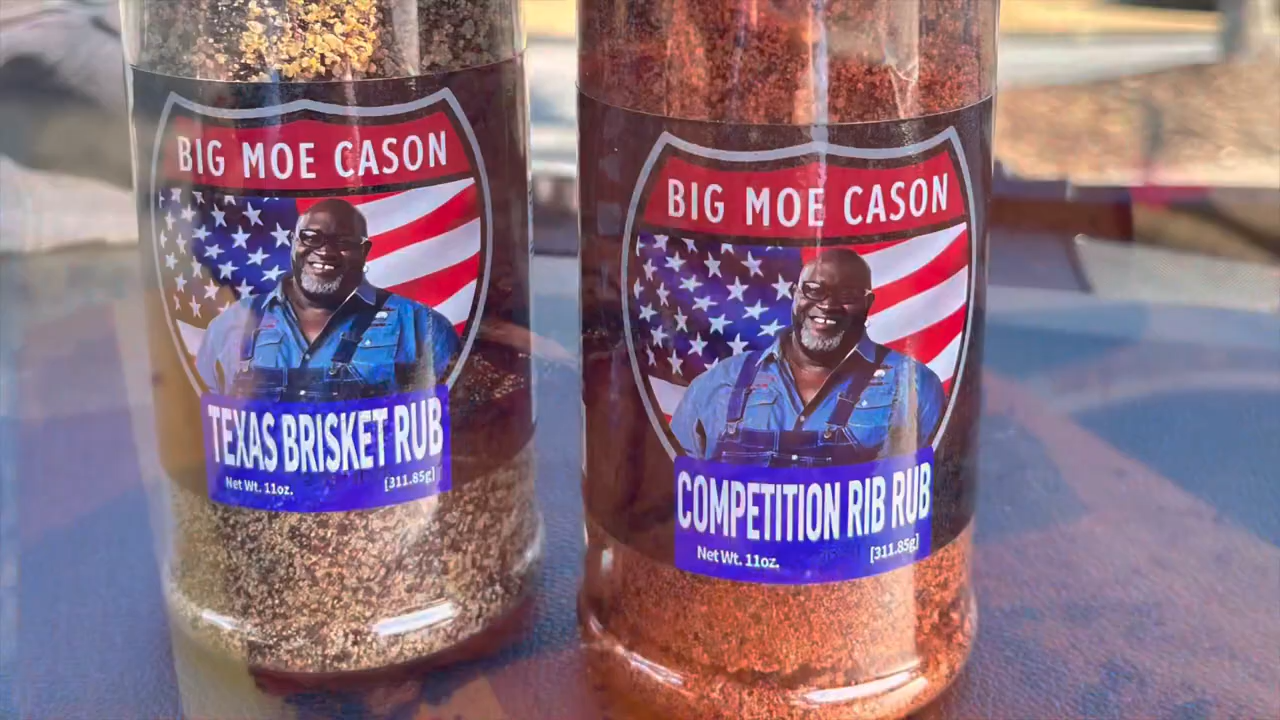 BIG MOE CASON
TEXAS BRISKET RUB
Net Wt. 11oz. [311.85g]
BIG MOE CASON
COMPETITION RIB RUB
Net Wt. 11oz. [311.85g]